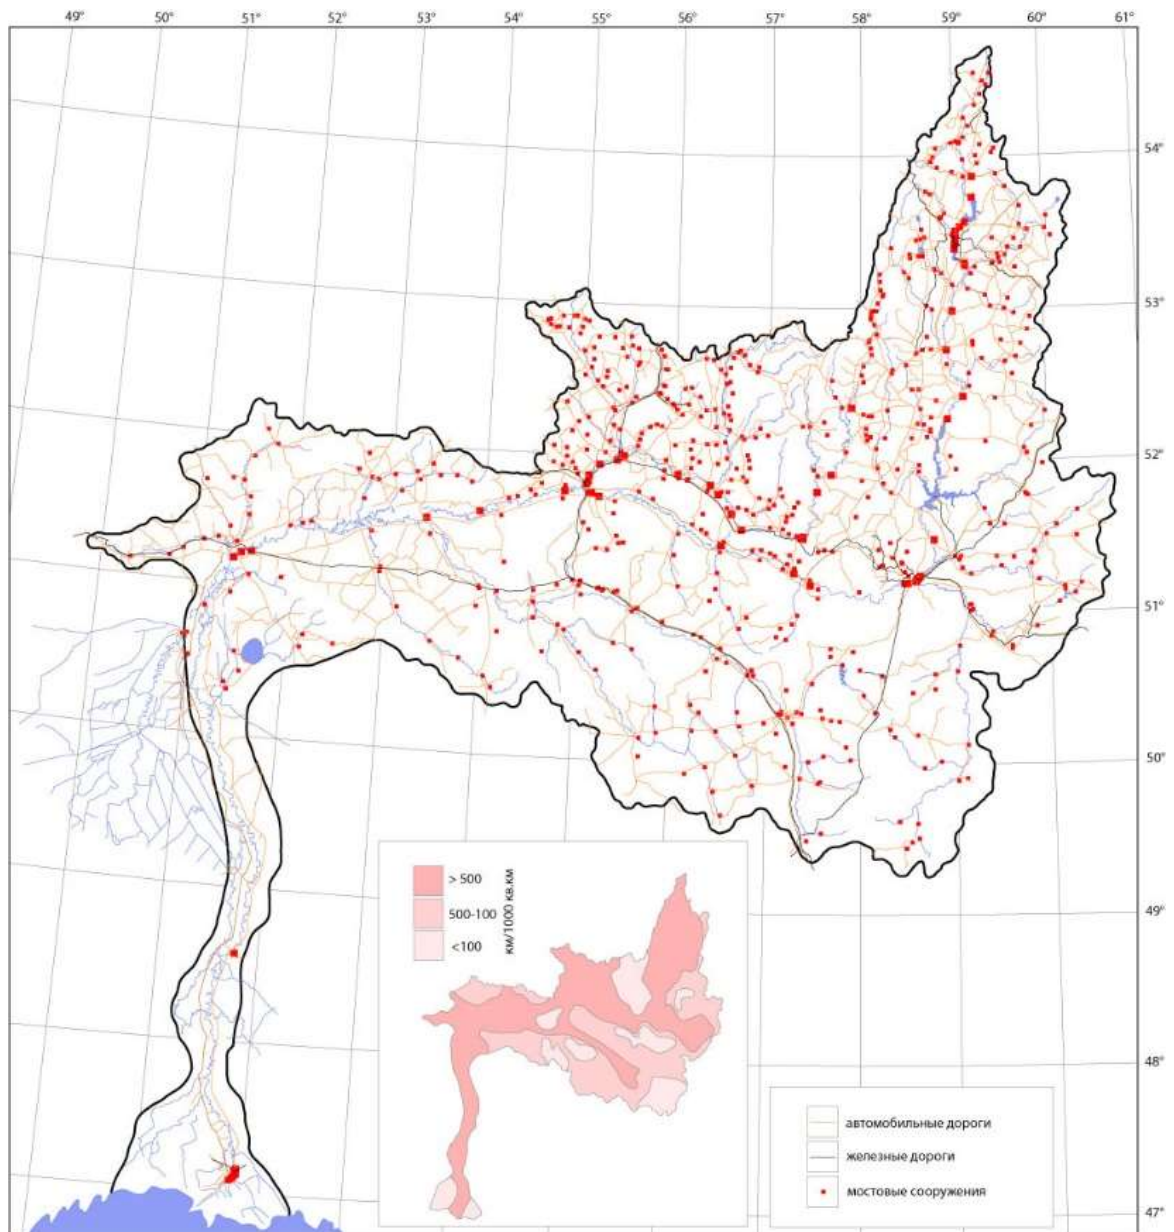 49° 50° 51° 52° 53° 54° 55° 56° 57° 58° 59° 60° 61°
54°
53°
52°
51°
50°
49°
48°
47°
> 500
500-100
<100
км/1000 кв.км
автомобильные дороги
железные дороги
мостовые сооружения